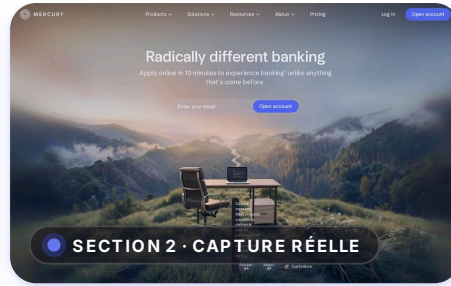 MERCURY
Products
Solutions
Resources
About
Pricing
Log in
Open account
Radically different banking
Apply online in 10 minutes to experience banking¹ unlike anything
that's come before.
Enter your email
Open account
SECTION 2 · CAPTURE RÉELLE
Customize